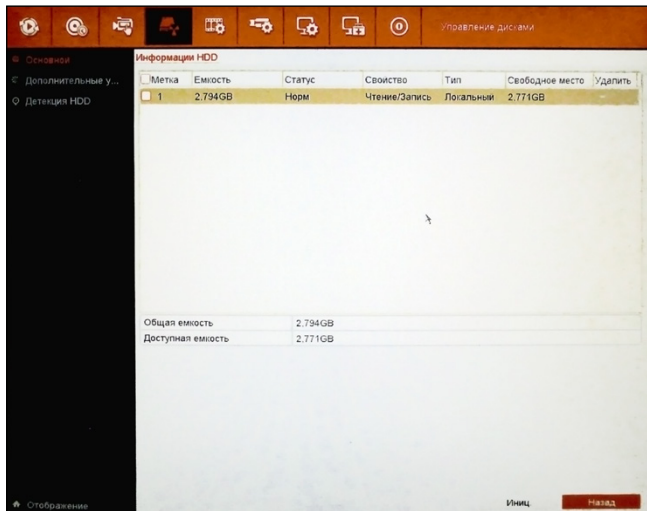 Управление дисками
Основной
Дополнительные у...
Детекция HDD
Информации HDD
Метка Емкость Статус Свойство Тип Свободное место Удалить
1 2.794GB Норм Чтение/Запись Локальный 2.771GB –
Общая емкость 2.794GB
Доступная емкость 2.771GB
Отображение
Иниц. Назад